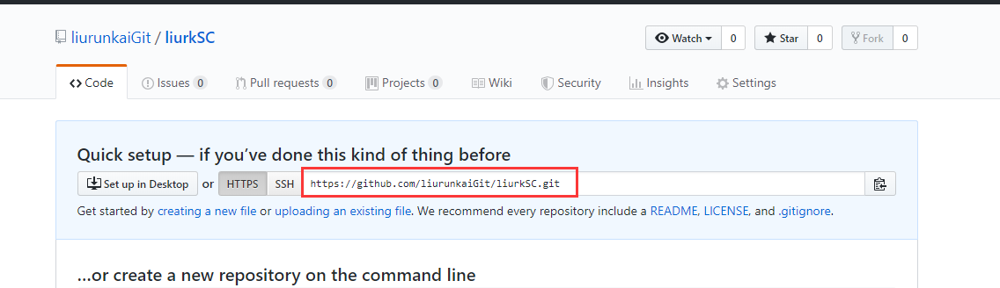 liurunkaiGit / liurkSC
Watch 0 Star 0 Fork 0
Code Issues 0 Pull requests 0 Projects 0 Wiki Security Insights Settings
Quick setup — if you’ve done this kind of thing before
Set up in Desktop or HTTPS SSH https://github.com/liurunkaiGit/liurkSC.git
Get started by creating a new file or uploading an existing file. We recommend every repository include a README, LICENSE, and .gitignore.
…or create a new repository on the command line